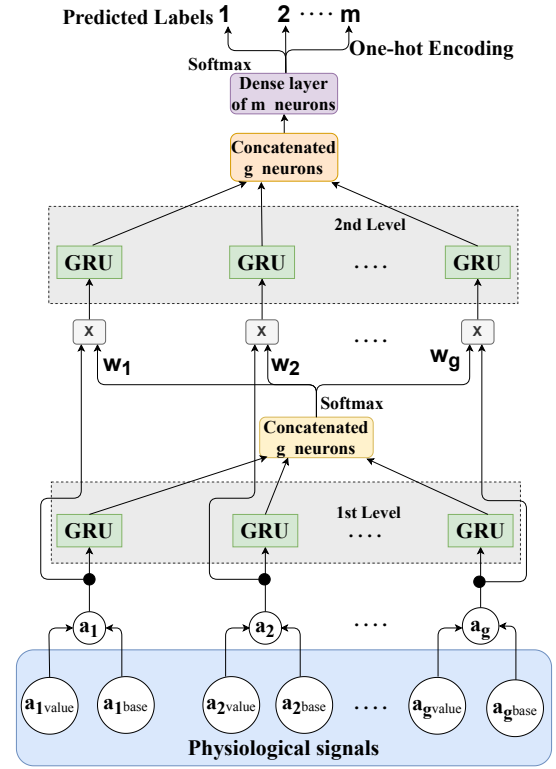 Predicted Labels 1 2 ···· m
One-hot Encoding
Softmax
Dense layer
of m neurons
Concatenated
g neurons
2nd Level
GRU GRU ···· GRU
x x ···· x
w1 w2 wg
Softmax
Concatenated
g neurons
1st Level
GRU GRU ···· GRU
a1 a2 ···· ag
a1value a1base a2value a2base ···· agvalue agbase
Physiological signals